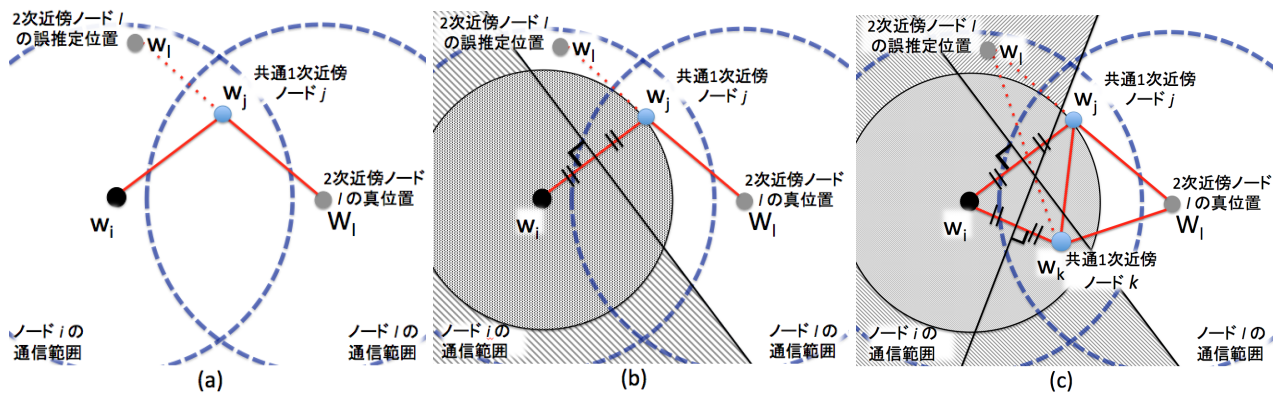 2次近傍ノード l
の誤推定位置
w_l
共通1次近傍
ノード j
w_j
2次近傍ノード
l の真位置
w_i
W_l
ノード i の
通信範囲
ノード l の
通信範囲
(a)
2次近傍ノード l
の誤推定位置
w_l
共通1次近傍
ノード j
w_j
2次近傍ノード
l の真位置
w_i
W_l
ノード i の
通信範囲
ノード l の
通信範囲
(b)
2次近傍ノード l
の誤推定位置
w_l
共通1次近傍
ノード j
w_j
2次近傍ノード
l の真位置
w_i
W_l
w_k
共通1次近傍
ノード k
ノード i の
通信範囲
ノード l の
通信範囲
(c)